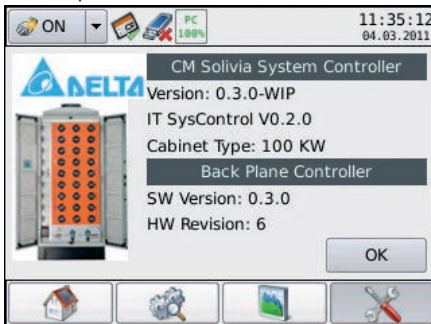 ON
PC
100%
11:35:12
04.03.2011
DELTA
CM Solivia System Controller
Version: 0.3.0-WIP
IT SysControl V0.2.0
Cabinet Type: 100 KW
Back Plane Controller
SW Version: 0.3.0
HW Revision: 6
OK